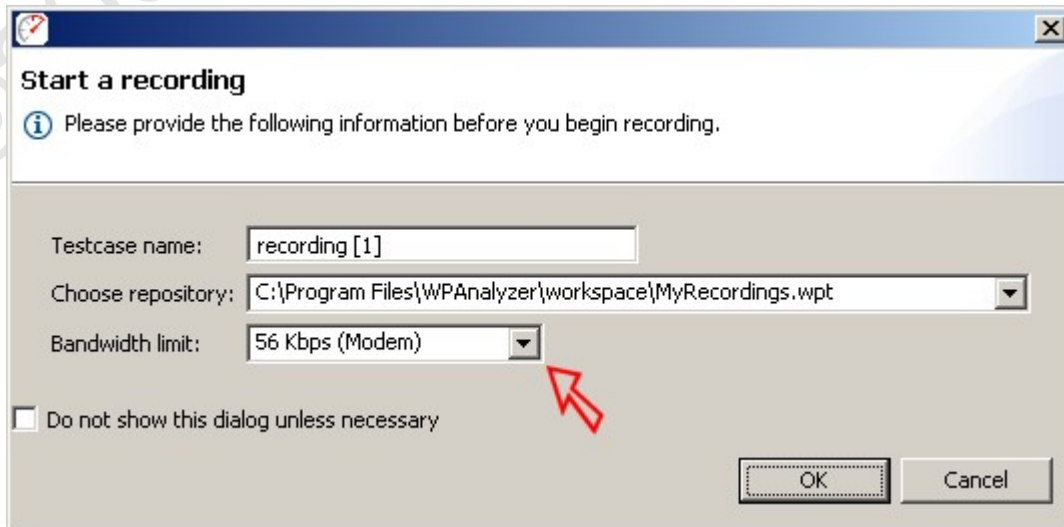 Start a recording
Please provide the following information before you begin recording.
Testcase name: recording [1]
Choose repository: C:\Program Files\WPAnalyzer\workspace\MyRecordings.wpt
Bandwidth limit: 56 Kbps (Modem)
Do not show this dialog unless necessary
OK Cancel